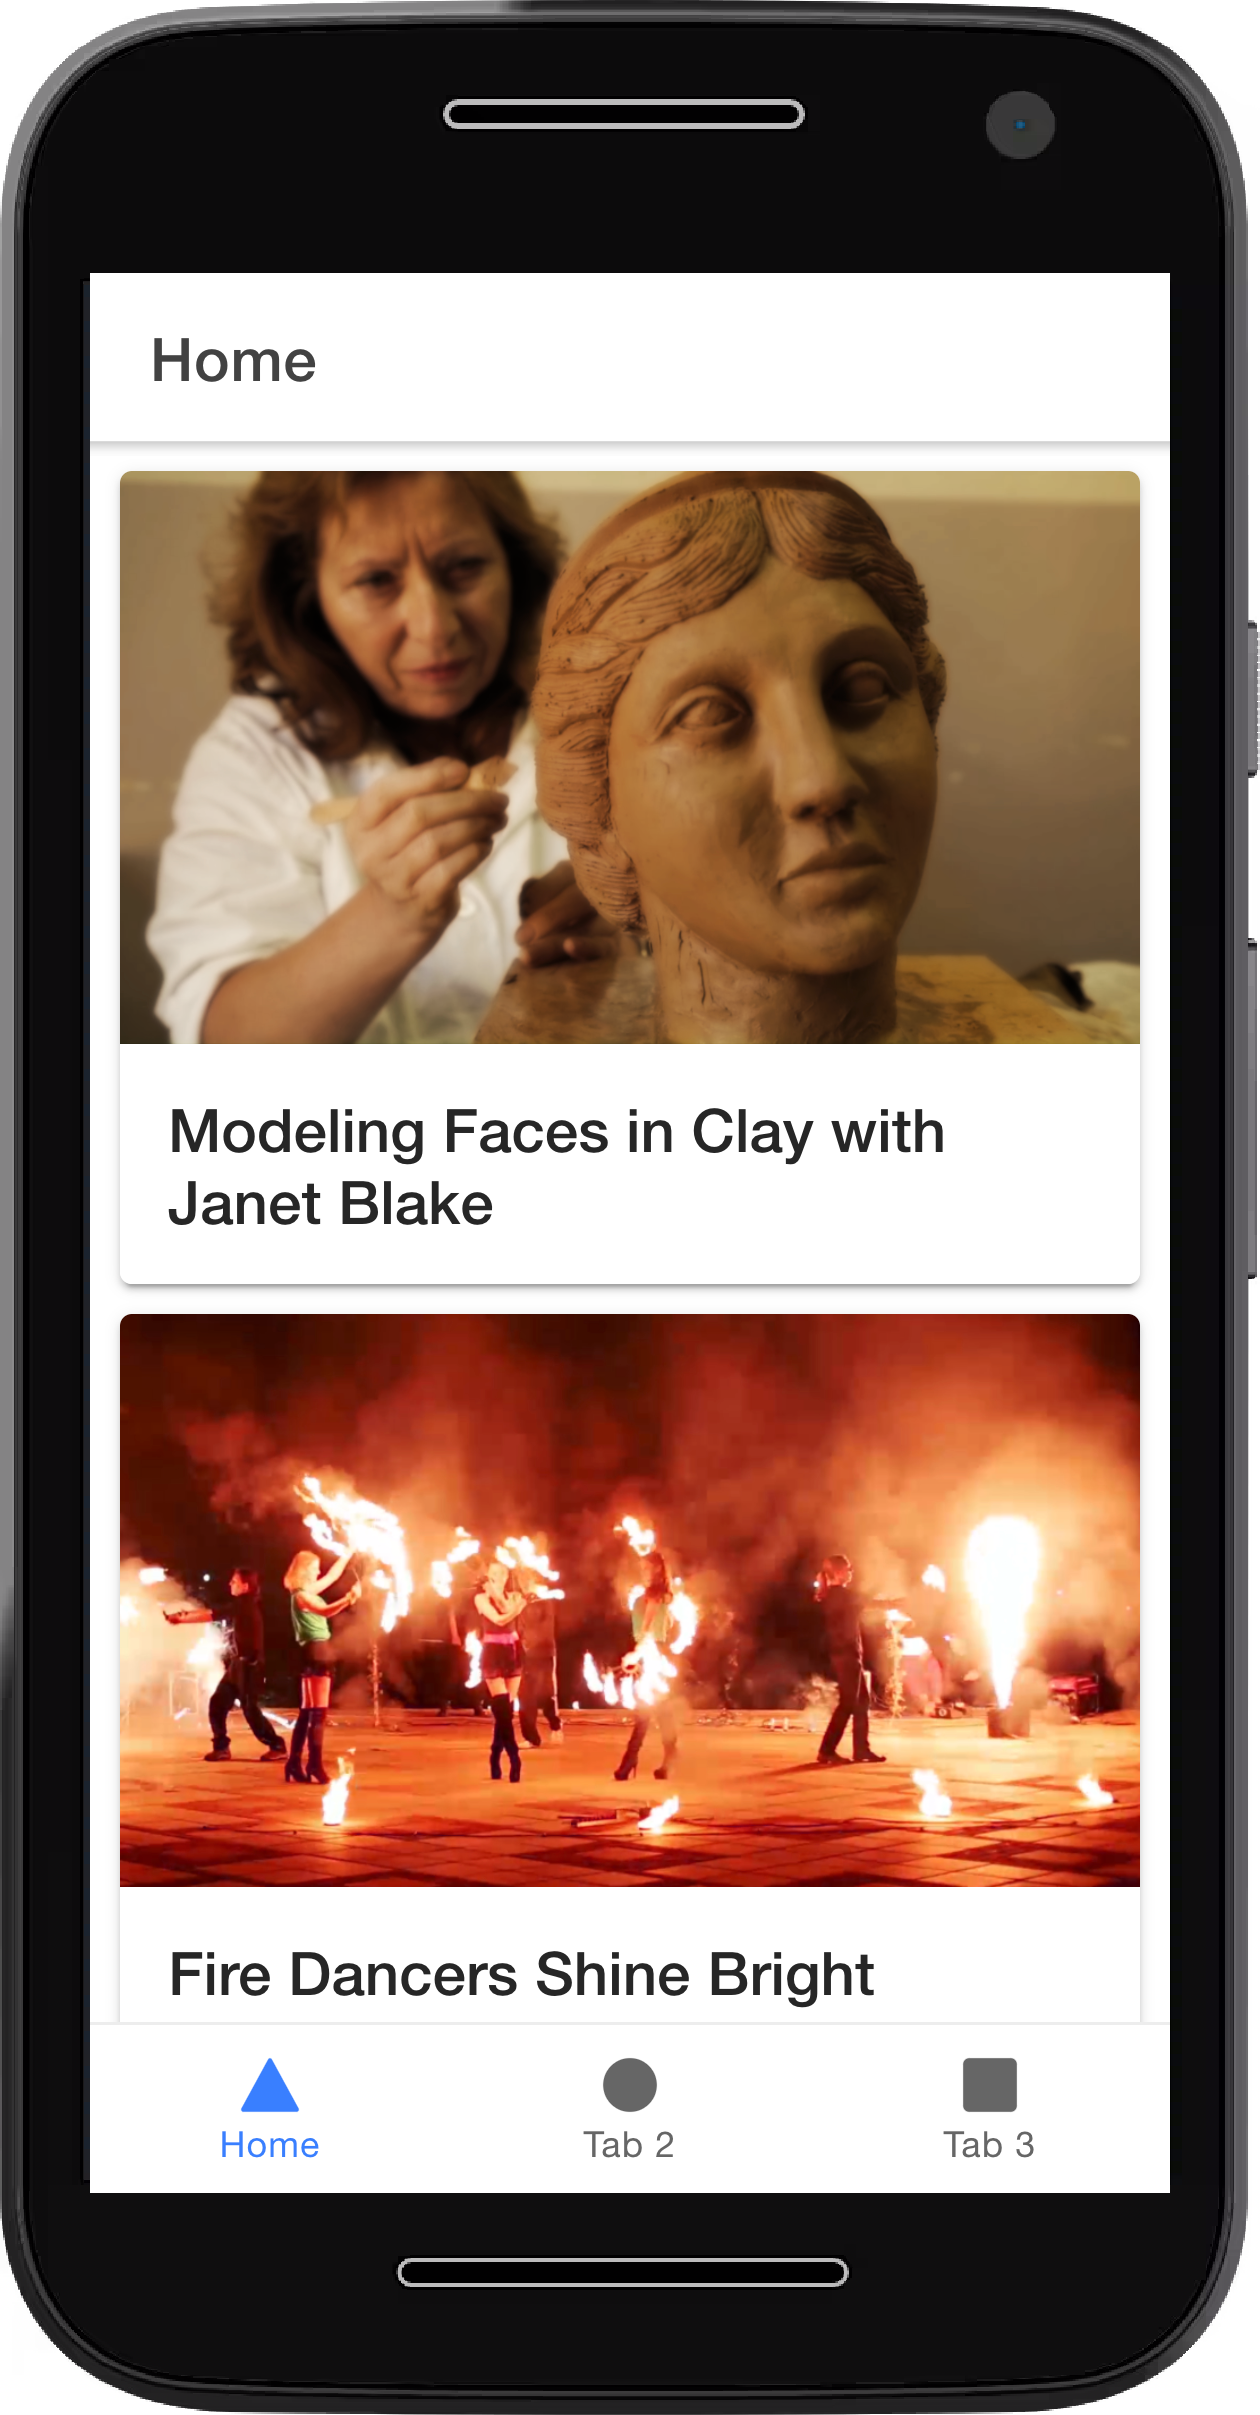 Home
Modeling Faces in Clay with
Janet Blake
Fire Dancers Shine Bright
Home
Tab 2
Tab 3